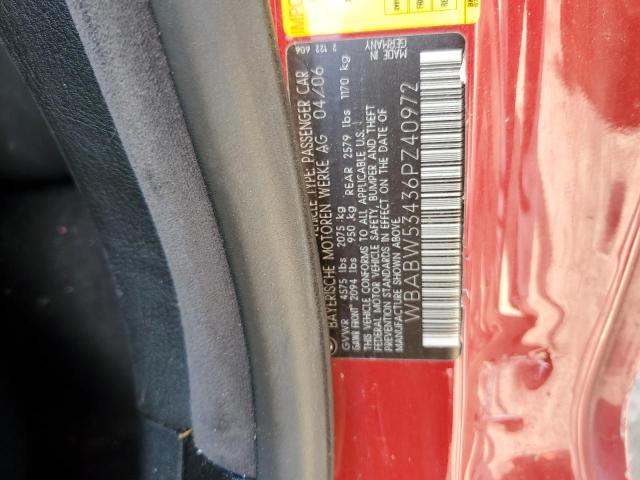 VEHICLE TYPE: PASSENGER CAR
BAYERISCHE MOTOREN WERKE AG 04/06
GVWR 4575 lbs 2075 kg
GAWR FRONT 2094 lbs 950 kg REAR 2579 lbs 1170 kg
THIS VEHICLE CONFORMS TO ALL APPLICABLE U.S.
FEDERAL MOTOR VEHICLE SAFETY, BUMPER AND THEFT
PREVENTION STANDARDS IN EFFECT ON THE DATE OF
MANUFACTURE SHOWN ABOVE.
WBABW53436PZ40972
MADE IN
GERMANY
2 122 606